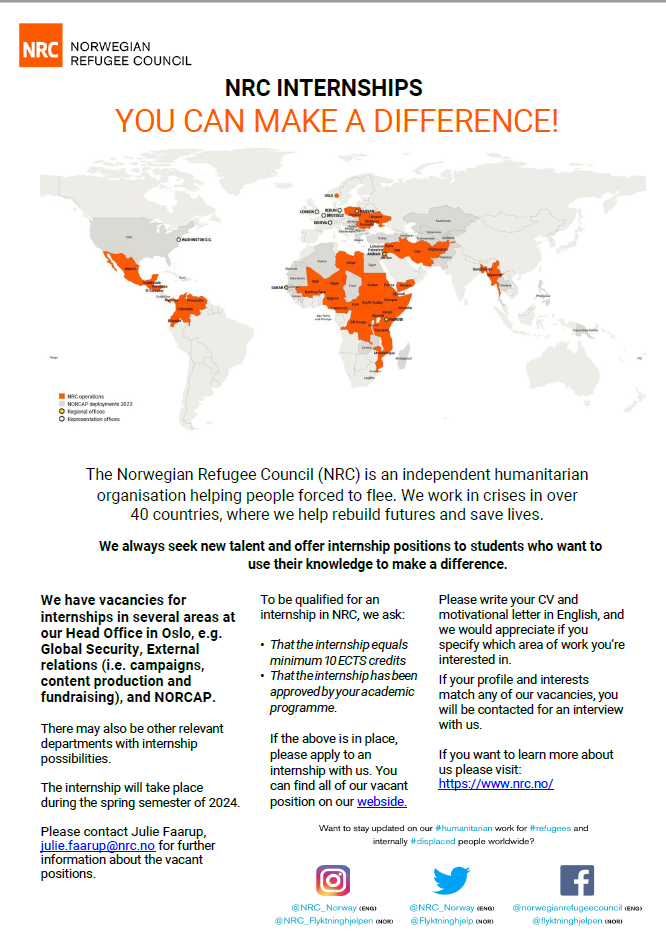 NRC
NORWEGIAN
REFUGEE COUNCIL
NRC INTERNSHIPS
YOU CAN MAKE A DIFFERENCE!
OSLO
LONDON
BERLIN
BRUSSELS
GENEVA
WARSAW
WASHINGTON D.C.
AMMAN
DAKAR
NAIROBI
NRC operations
NORCAP deployments 2022
Regional offices
Representation offices
The Norwegian Refugee Council (NRC) is an independent humanitarian
organisation helping people forced to flee. We work in crises in over
40 countries, where we help rebuild futures and save lives.
We always seek new talent and offer internship positions to students who want to
use their knowledge to make a difference.
We have vacancies for
internships in several areas at
our Head Office in Oslo, e.g.
Global Security, External
relations (i.e. campaigns,
content production and
fundraising), and NORCAP.
There may also be other relevant
departments with internship
possibilities.
The internship will take place
during the spring semester of 2024.
Please contact Julie Faarup,
julie.faarup@nrc.no for further
information about the vacant
positions.
To be qualified for an
internship in NRC, we ask:
• That the internship equals
minimum 10 ECTS credits
• That the internship has been
approved by your academic
programme.
If the above is in place,
please apply to an
internship with us. You
can find all of our vacant
position on our webside.
Please write your CV and
motivational letter in English, and
we would appreciate if you
specify which area of work you're
interested in.
If your profile and interests
match any of our vacancies, you
will be contacted for an interview
with us.
If you want to learn more about
us please visit:
https://www.nrc.no/
Want to stay updated on our #humanitarian work for #refugees and
internally #displaced people worldwide?
@NRC_Norway (ENG)
@NRC_Flyktninghjelpen (NOR)
@NRC_Norway (ENG)
@Flyktninghjelp (NOR)
@norwegianrefugeecouncil (ENG)
@flyktninghjelpen (NOR)